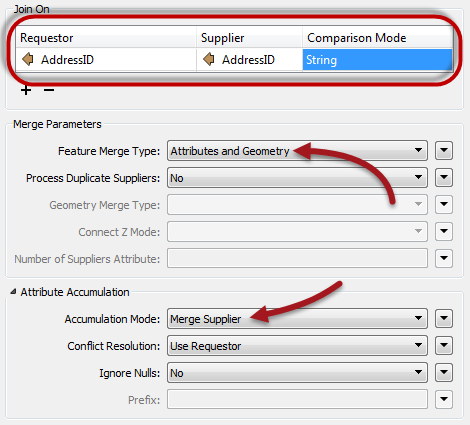 Join On
Requestor Supplier Comparison Mode
AddressID AddressID String
Merge Parameters
Feature Merge Type: Attributes and Geometry
Process Duplicate Suppliers: No
Geometry Merge Type:
Connect Z Mode:
Number of Suppliers Attribute:
Attribute Accumulation
Accumulation Mode: Merge Supplier
Conflict Resolution: Use Requestor
Ignore Nulls: No
Prefix: